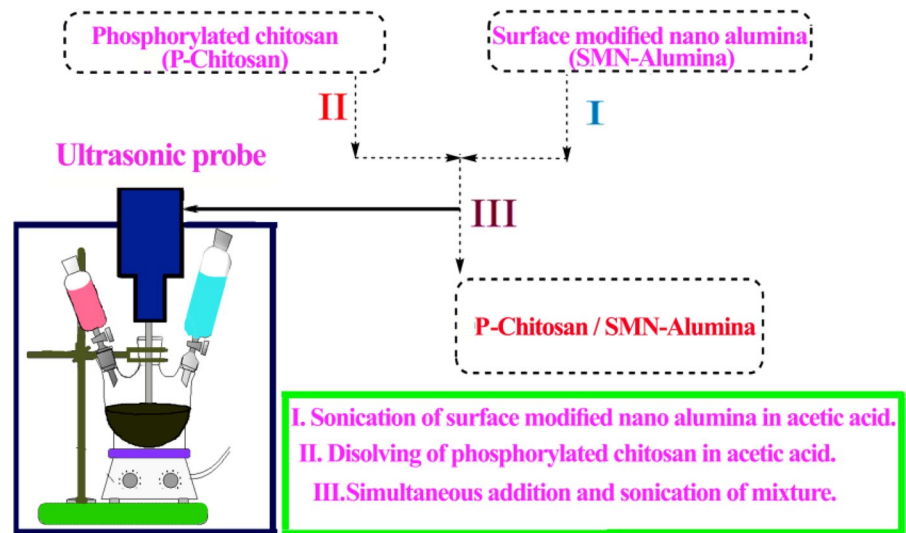 Phosphorylated chitosan
(P-Chitosan)
Surface modified nano alumina
(SMN-Alumina)
II
I
Ultrasonic probe
III
P-Chitosan / SMN-Alumina
I. Sonication of surface modified nano alumina in acetic acid.
II. Disolving of phosphorylated chitosan in acetic acid.
III.Simultaneous addition and sonication of mixture.